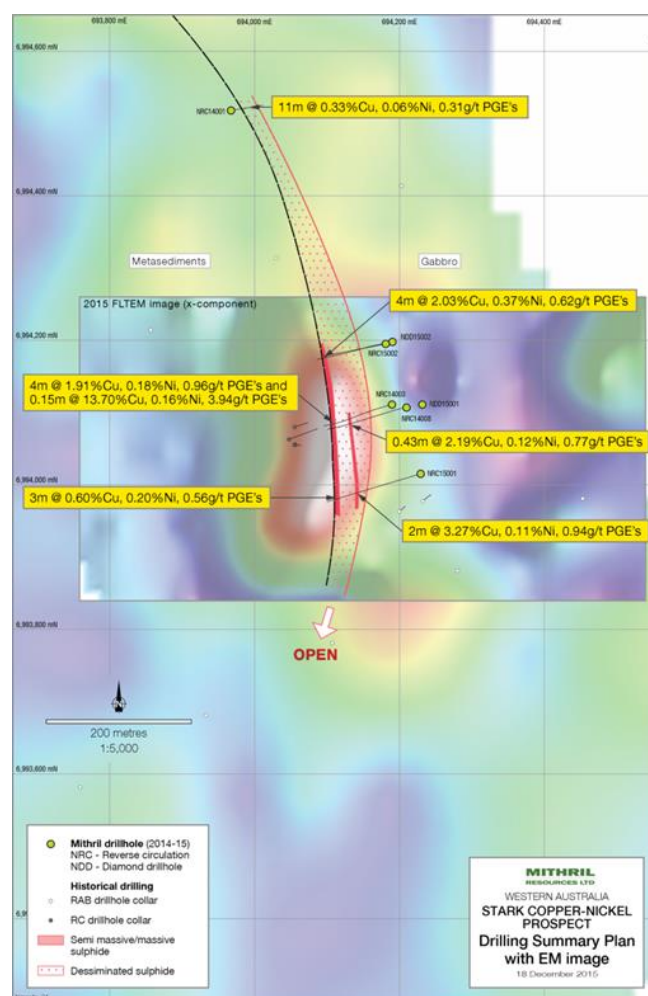 693,800 mE
694,000 mE
694,200 mE
694,400 mE
6,994,600 mN
NRC14001
11m @ 0.33%Cu, 0.06%Ni, 0.31g/t PGE's
6,994,400 mN
Metasediments
Gabbro
2015 FLTEM image (x-component)
4m @ 2.03%Cu, 0.37%Ni, 0.62g/t PGE's
6,994,200 mN
NDD15002
NRC15002
4m @ 1.91%Cu, 0.18%Ni, 0.96g/t PGE's and
0.15m @ 13.70%Cu, 0.16%Ni, 3.94g/t PGE's
NRC14003
NDD15001
NRC14008
0.43m @ 2.19%Cu, 0.12%Ni, 0.77g/t PGE's
6,994,000 mN
NRC15001
3m @ 0.60%Cu, 0.20%Ni, 0.56g/t PGE's
2m @ 3.27%Cu, 0.11%Ni, 0.94g/t PGE's
6,993,800 mN
OPEN
N
200 metres
1:5,000
6,993,600 mN
Mithril drillhole (2014-15)
NRC - Reverse circulation
NDD - Diamond drillhole
Historical drilling
RAB drillhole collar
RC drillhole collar
Semi massive/massive
sulphide
Dessiminated sulphide
MITHRIL
RESOURCES LTD
WESTERN AUSTRALIA
STARK COPPER-NICKEL
PROSPECT
Drilling Summary Plan
with EM image
18 December 2015